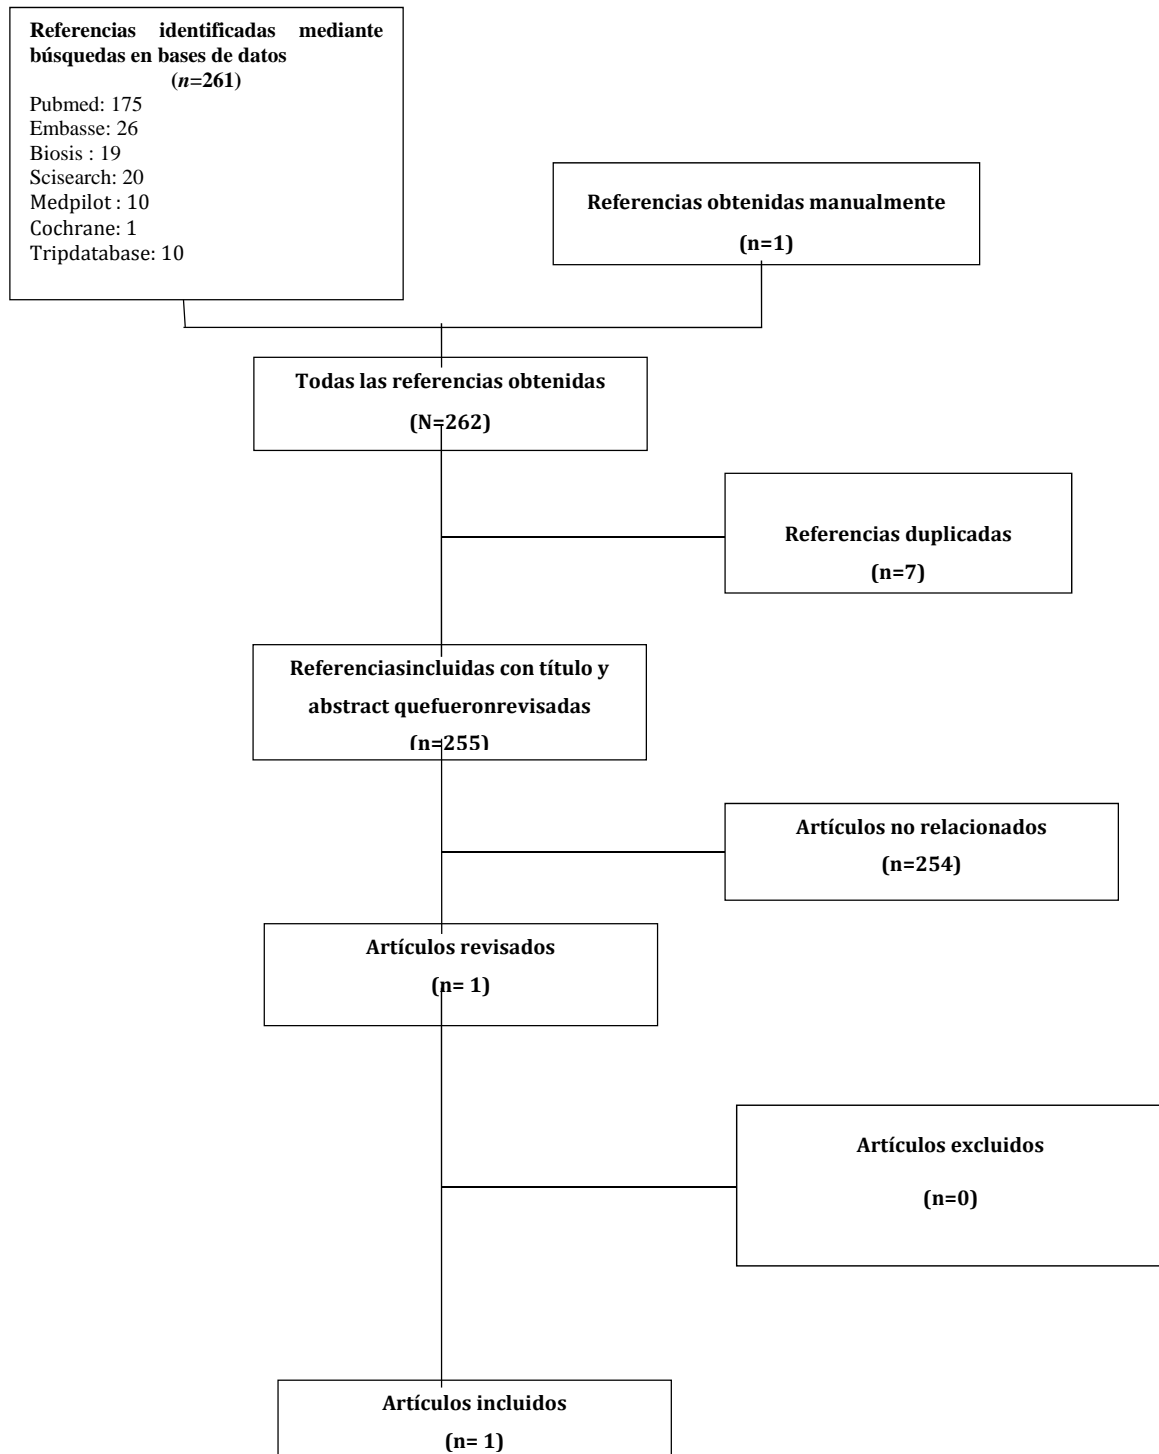 Referencias identificadas mediante
búsquedas en bases de datos
(n=261)
Pubmed: 175
Embasse: 26
Biosis : 19
Scisearch: 20
Medpilot : 10
Cochrane: 1
Tripdatabase: 10
Referencias obtenidas manualmente
(n=1)
Todas las referencias obtenidas
(N=262)
Referencias duplicadas
(n=7)
Referenciasincluidas con título y
abstract quefueronrevisadas
(n=255)
Artículos no relacionados
(n=254)
Artículos revisados
(n= 1)
Artículos excluidos
(n=0)
Artículos incluidos
(n= 1)